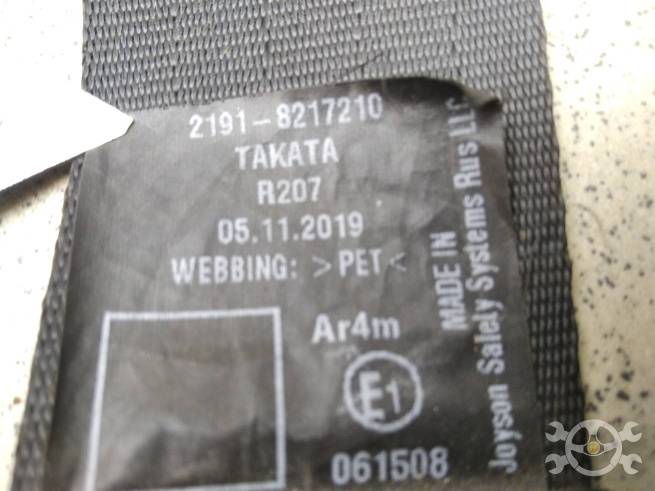 2191-8217210
TAKATA
R207
05.11.2019
WEBBING: >PET<
Ar4m
E1
061508
MADE IN
Joyson Safety Systems Rus LLC